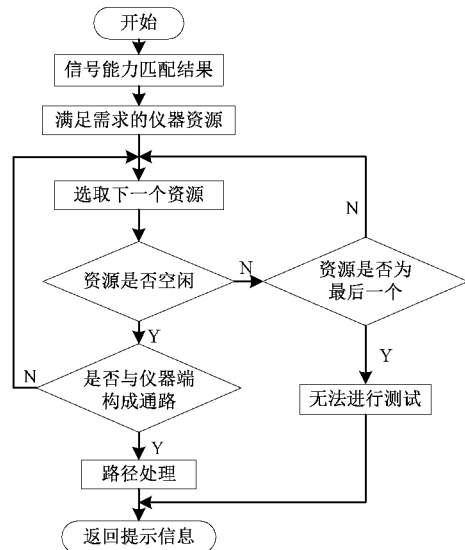 开始
信号能力匹配结果
满足需求的仪器资源
选取下一个资源
N
资源是否空闲
N
资源是否为
最后一个
Y
Y
N
是否与仪器端
构成通路
无法进行测试
Y
路径处理
返回提示信息